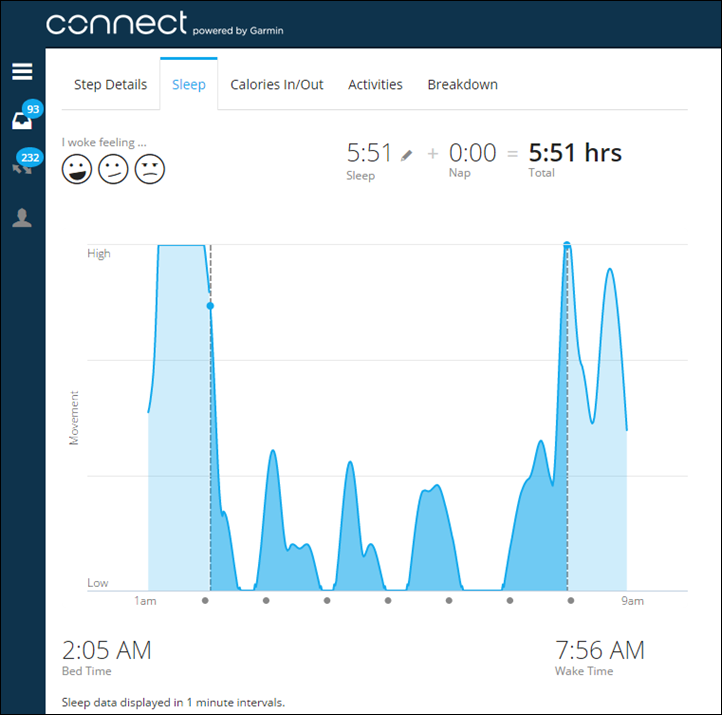 connect powered by Garmin
Step Details Sleep Calories In/Out Activities Breakdown
93
232
I woke feeling ...
5:51 + 0:00 = 5:51 hrs
Sleep Nap Total
High
Movement
Low
1am 9am
2:05 AM 7:56 AM
Bed Time Wake Time
Sleep data displayed in 1 minute intervals.